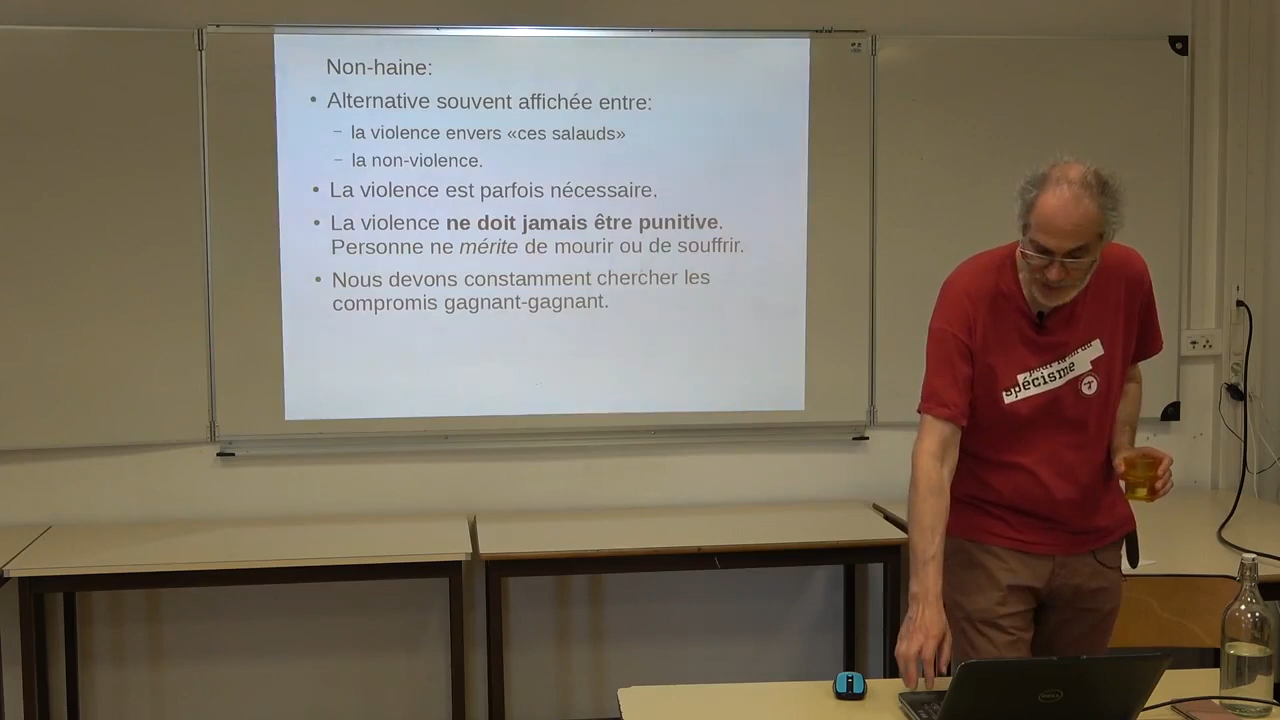 Non-haine:
• Alternative souvent affichée entre:
– la violence envers «ces salauds»
– la non-violence.
• La violence est parfois nécessaire.
• La violence ne doit jamais être punitive.
Personne ne mérite de mourir ou de souffrir.
• Nous devons constamment chercher les
compromis gagnant-gagnant.
spécisme
DELL